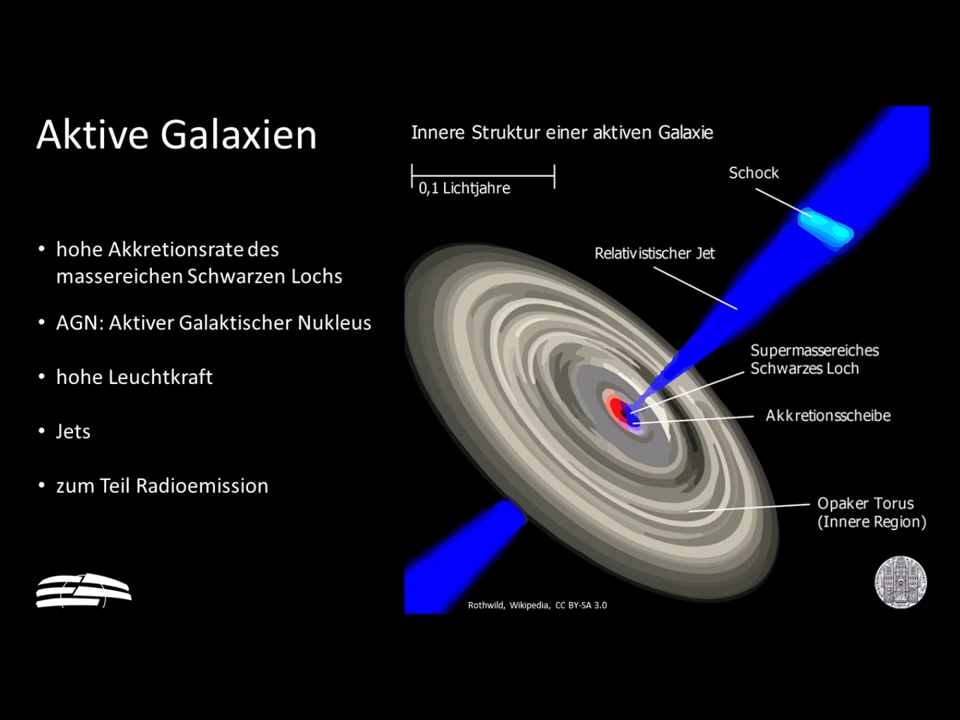 Aktive Galaxien
• hohe Akkretionsrate des
massereichen Schwarzen Lochs
• AGN: Aktiver Galaktischer Nukleus
• hohe Leuchtkraft
• Jets
• zum Teil Radioemission
Innere Struktur einer aktiven Galaxie
0,1 Lichtjahre
Schock
Relativistischer Jet
Supermassereiches
Schwarzes Loch
Akkretionsscheibe
Opaker Torus
(Innere Region)
Rothwild, Wikipedia, CC BY-SA 3.0